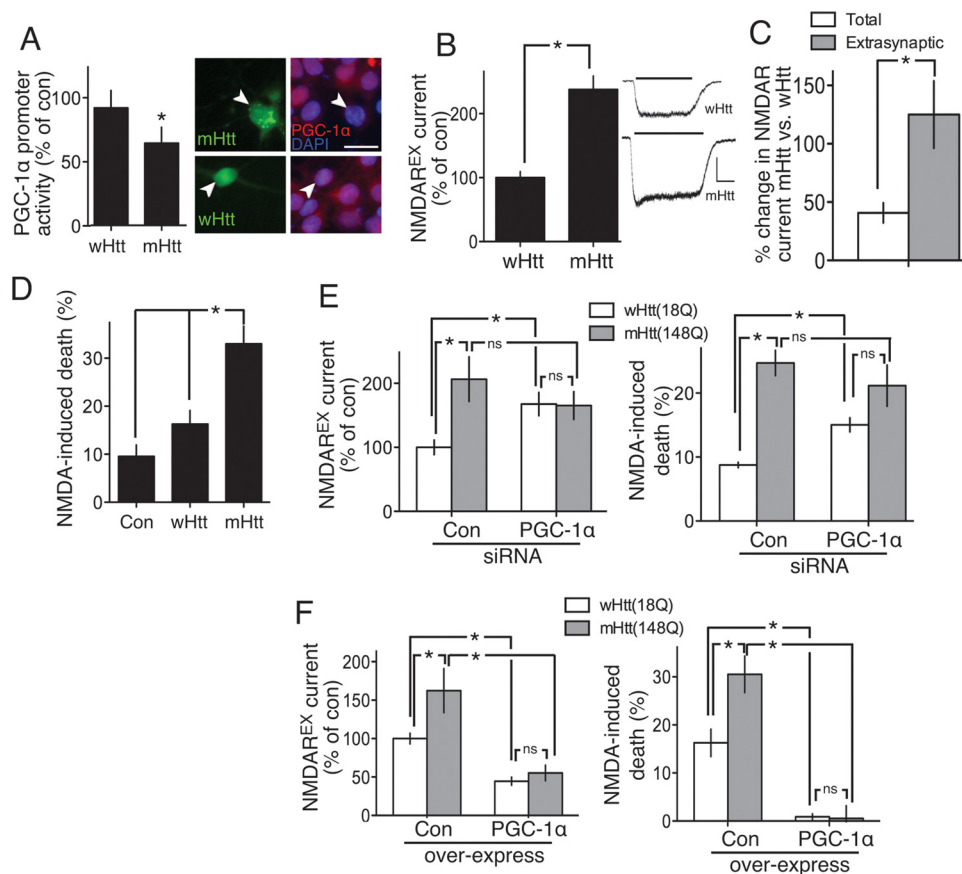 A
PGC-1α promoter
activity (% of con)
100
50
0
*
wHtt
mHtt
mHtt
PGC-1α
DAPI
wHtt
B
NMDAR^EX current
(% of con)
200
100
0
*
wHtt
mHtt
wHtt
mHtt
C
Total
Extrasynaptic
% change in NMDAR
current mHtt vs. wHtt
150
100
50
0
*
D
NMDA-induced death (%)
30
20
10
0
*
Con
wHtt
mHtt
E
wHtt(18Q)
mHtt(148Q)
NMDAR^EX current
(% of con)
200
100
0
*
*
ns
ns
Con
PGC-1α
siRNA
NMDA-induced
death (%)
20
10
0
*
*
ns
ns
Con
PGC-1α
siRNA
F
wHtt(18Q)
mHtt(148Q)
NMDAR^EX current
(% of con)
200
150
100
50
0
*
*
*
ns
Con
PGC-1α
over-express
NMDA-induced
death (%)
30
20
10
0
*
*
*
ns
Con
PGC-1α
over-express